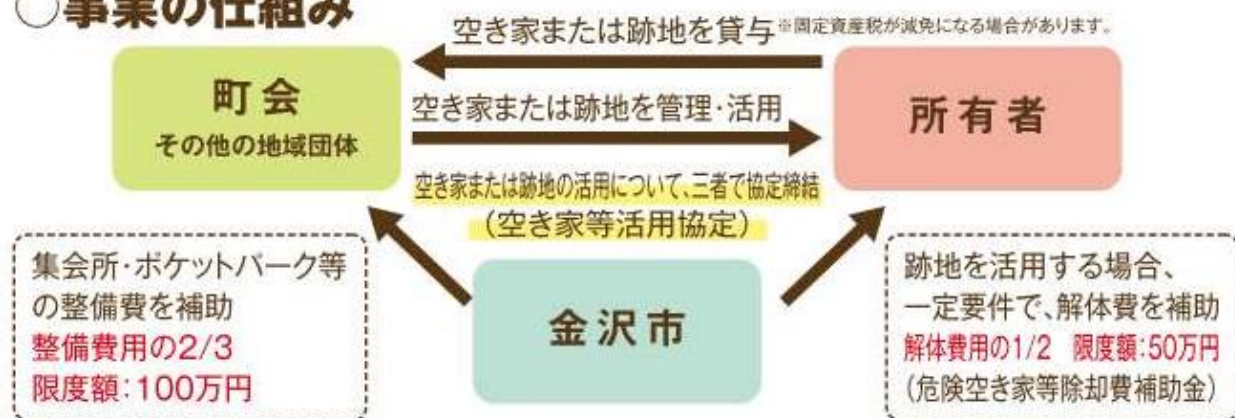 ○事業の仕組み
空き家または跡地を貸与※固定資産税が減免になる場合があります。
町会
その他の地域団体
空き家または跡地を管理・活用
所有者
空き家または跡地の活用について、三者で協定締結
(空き家等活用協定)
集会所・ポケットパーク等
の整備費を補助
整備費用の2/3
限度額:100万円
金沢市
跡地を活用する場合、
一定要件で、解体費を補助
解体費用の1/2 限度額:50万円
(危険空き家等除却費補助金)